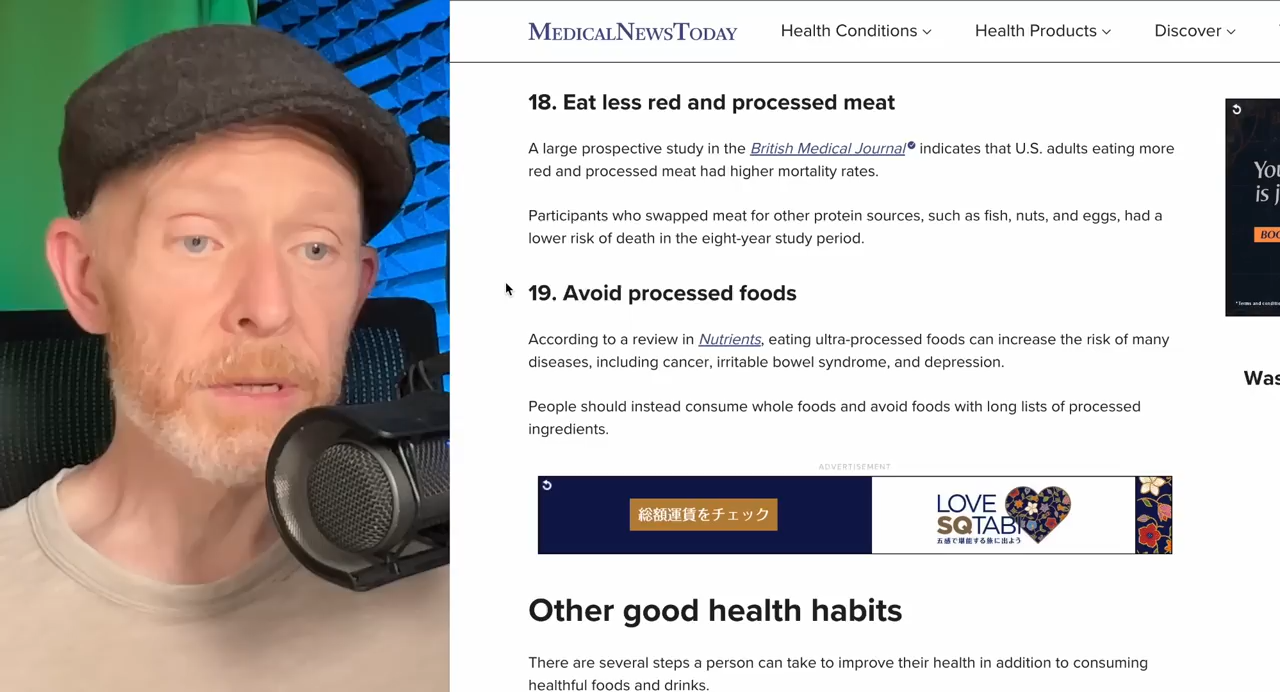 MEDICALNEWSTODAY
Health Conditions
Health Products
Discover
18. Eat less red and processed meat
A large prospective study in the British Medical Journal indicates that U.S. adults eating more
red and processed meat had higher mortality rates.
Participants who swapped meat for other protein sources, such as fish, nuts, and eggs, had a
lower risk of death in the eight-year study period.
19. Avoid processed foods
According to a review in Nutrients, eating ultra-processed foods can increase the risk of many
diseases, including cancer, irritable bowel syndrome, and depression.
People should instead consume whole foods and avoid foods with long lists of processed
ingredients.
ADVERTISEMENT
総額運賃をチェック
LOVE
SQTABI
五感で堪能する旅に出よう
Other good health habits
There are several steps a person can take to improve their health in addition to consuming
healthful foods and drinks.
You
is j
BOO
*Terms and conditio
Was